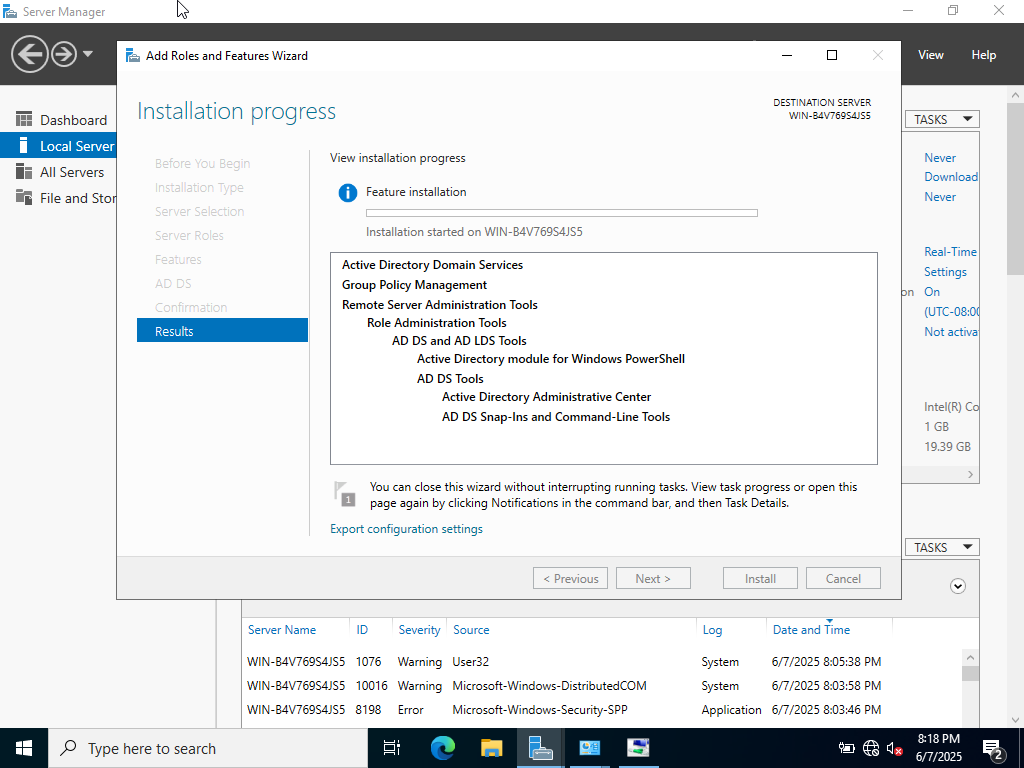 Server Manager
Add Roles and Features Wizard
View
Help
Installation progress
DESTINATION SERVER
WIN-B4V769S4JS5
Dashboard
Local Server
All Servers
File and Stor
Before You Begin
Installation Type
Server Selection
Server Roles
Features
AD DS
Confirmation
Results
View installation progress
Feature installation
Installation started on WIN-B4V769S4JS5
Active Directory Domain Services
Group Policy Management
Remote Server Administration Tools
Role Administration Tools
AD DS and AD LDS Tools
Active Directory module for Windows PowerShell
AD DS Tools
Active Directory Administrative Center
AD DS Snap-Ins and Command-Line Tools
1
You can close this wizard without interrupting running tasks. View task progress or open this
page again by clicking Notifications in the command bar, and then Task Details.
Export configuration settings
< Previous
Next >
Install
Cancel
TASKS
Never
Download
Never
Real-Time
Settings
on On
(UTC-08:00
Not activa
Intel(R) Co
1 GB
19.39 GB
TASKS
Server Name ID Severity Source Log Date and Time
WIN-B4V769S4JS5 1076 Warning User32 System 6/7/2025 8:05:38 PM
WIN-B4V769S4JS5 10016 Warning Microsoft-Windows-DistributedCOM System 6/7/2025 8:03:58 PM
WIN-B4V769S4JS5 8198 Error Microsoft-Windows-Security-SPP Application 6/7/2025 8:03:46 PM
Type here to search
8:18 PM
6/7/2025
2